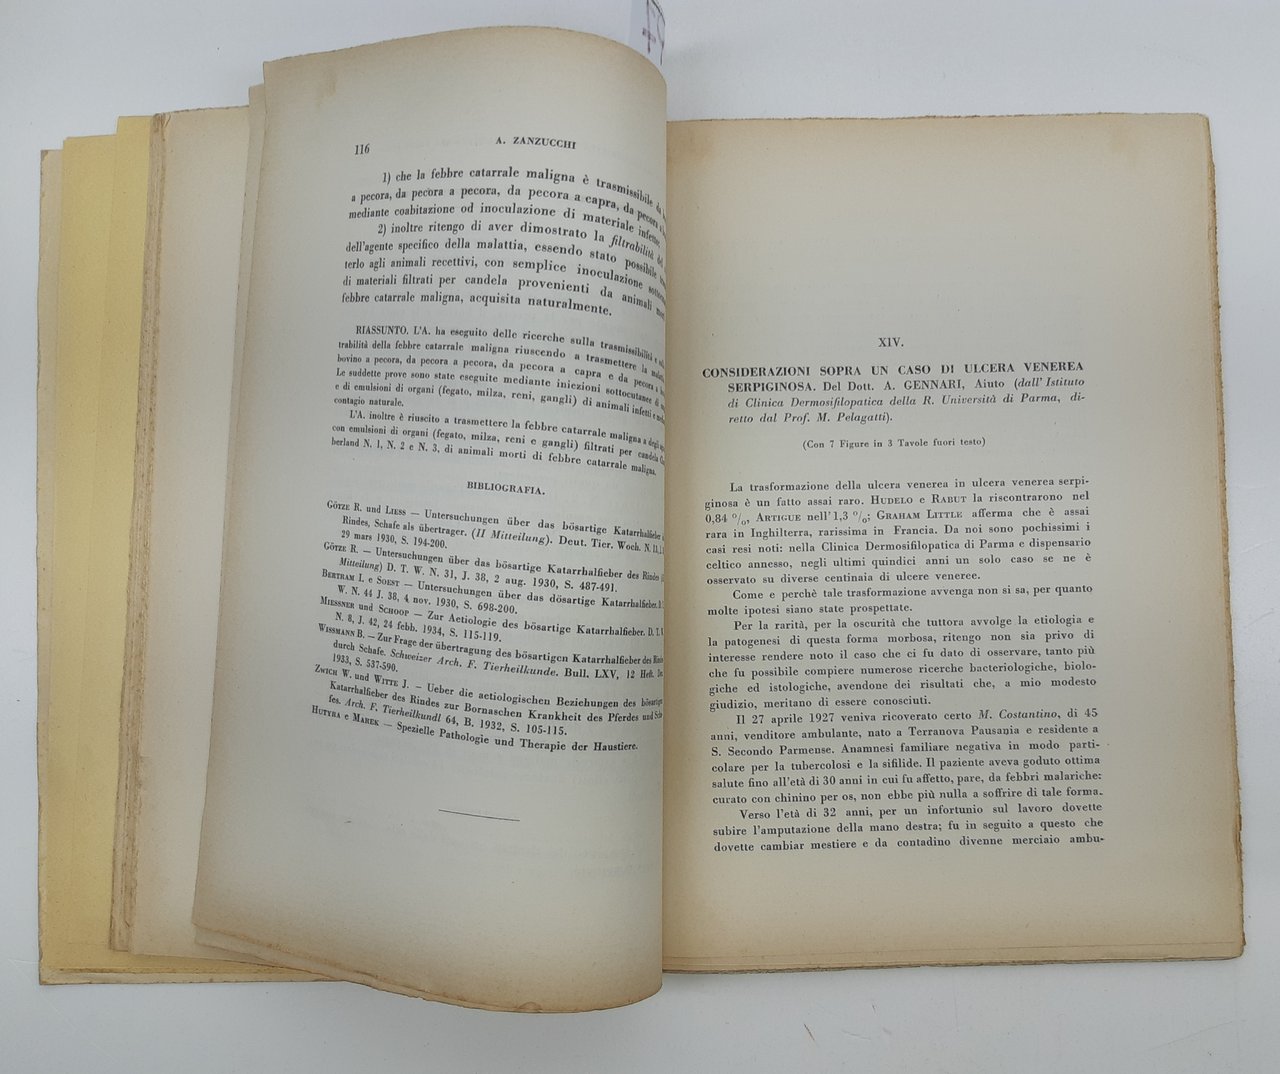 116
A. ZANZUCCHI
1) che la febbre catarrale maligna è trasmissibile da
a pecora, da pecora a pecora, da pecora a capra, da pecora a
mediante coabitazione od inoculazione di materiale infetto.
2) inoltre ritengo di aver dimostrato la filtrabilità del
dell'agente specifico della malattia, essendo stato possibile
terlo agli animali recettivi, con semplice inoculazione
di materiali filtrati per candela provenienti da animali
febbre catarrale maligna, acquisita naturalmente.
RIASSUNTO. L'A. ha eseguito delle ricerche sulla trasmissibilità e
trabilità della febbre catarrale maligna riuscendo a trasmettere la
bovino a pecora, da pecora a pecora, da pecora a capra e da pecora a
Le suddette prove sono state eseguite mediante iniezioni sottocutanee di
e di emulsioni di organi (fegato, milza, reni, gangli) di animali infetti e
contagio naturale.
L'A. inoltre è riuscito a trasmettere la febbre catarrale maligna a degli
con emulsioni di organi (fegato, milza, reni e gangli) filtrati per candela
berland N. 1, N. 2 e N. 3, di animali morti di febbre catarrale maligna.
BIBLIOGRAFIA.
GÖTZE R. und LIESS — Untersuchungen über das bösartige Katarrhalfieber
Rindes, Schafe als übertrager. (II Mitteilung). Deut. Tier. Woch. N.
29 mars 1930, S. 194-200.
GÖTZE R. — Untersuchungen über das bösartige Katarrhalfieber des Rindes
Mitteilung) D. T. W. N. 31, J. 38, 2 aug. 1930, S. 487-491.
BERTRAM I. e SOEST — Untersuchungen über das dösartige Katarrhalfieber.
W. N. 44 J. 38, 4 nov. 1930, S. 698-200.
MIESSNER und SCHOOP — Zur Aetiologie des bösartige Katarrhalfieber. D. T.
N. 8, J. 42, 24 febb. 1934, S. 115-119.
WISSMANN B. — Zur Frage der übertragung des bösartigen Katarrhalfieber des
durch Schafe. Schweizer Arch. F. Tierheilkunde. Bull. LXV, 12 Heft.
1933, S. 537-590.
ZWICH W. und WITTE J. — Ueber die aetiologischen Beziehungen des
Katarrhalfieber des Rindes zur Bornaschen Krankheit des Pferdes und
fes. Arch. F. Tierheilkundl 64, B. 1932, S. 105-115.
HUTYRA e MAREK — Spezielle Pathologie und Therapie der Haustiere.
XIV.
CONSIDERAZIONI SOPRA UN CASO DI ULCERA VENEREA
SERPIGINOSA. Del Dott. A. GENNARI, Aiuto (dall'Istituto
di Clinica Dermosifilopatica della R. Università di Parma, di-
retto dal Prof. M. Pelagatti).
(Con 7 Figure in 3 Tavole fuori testo)
La trasformazione della ulcera venerea in ulcera venerea serpi-
ginosa è un fatto assai raro. HUDELO e RABUT la riscontrarono nel
0,84 %, ARTIGUE nell'1,3 %; GRAHAM LITTLE afferma che è assai
rara in Inghilterra, rarissima in Francia. Da noi sono pochissimi i
casi resi noti: nella Clinica Dermosifilopatica di Parma e dispensario
celtico annesso, negli ultimi quindici anni un solo caso se ne è
osservato su diverse centinaia di ulcere veneree.
Come e perchè tale trasformazione avvenga non si sa, per quanto
molte ipotesi siano state prospettate.
Per la rarità, per la oscurità che tuttora avvolge la etiologia e
la patogenesi di questa forma morbosa, ritengo non sia privo di
interesse rendere noto il caso che ci fu dato di osservare, tanto più
che fu possibile compiere numerose ricerche bacteriologiche, biolo-
giche ed istologiche, avendone dei risultati che, a mio modesto
giudizio, meritano di essere conosciuti.
Il 27 aprile 1927 veniva ricoverato certo M. Costantino, di 45
anni, venditore ambulante, nato a Terranova Pausania e residente a
S. Secondo Parmense. Anamnesi familiare negativa in modo parti-
colare per la tubercolosi e la sifilide. Il paziente aveva goduto ottima
salute fino all'età di 30 anni in cui fu affetto, pare, da febbri malariche:
curato con chinino per os, non ebbe più nulla a soffrire di tale forma.
Verso l'età di 32 anni, per un infortunio sul lavoro dovette
subire l'amputazione della mano destra; fu in seguito a questo che
dovette cambiar mestiere e da contadino divenne merciaio ambu-